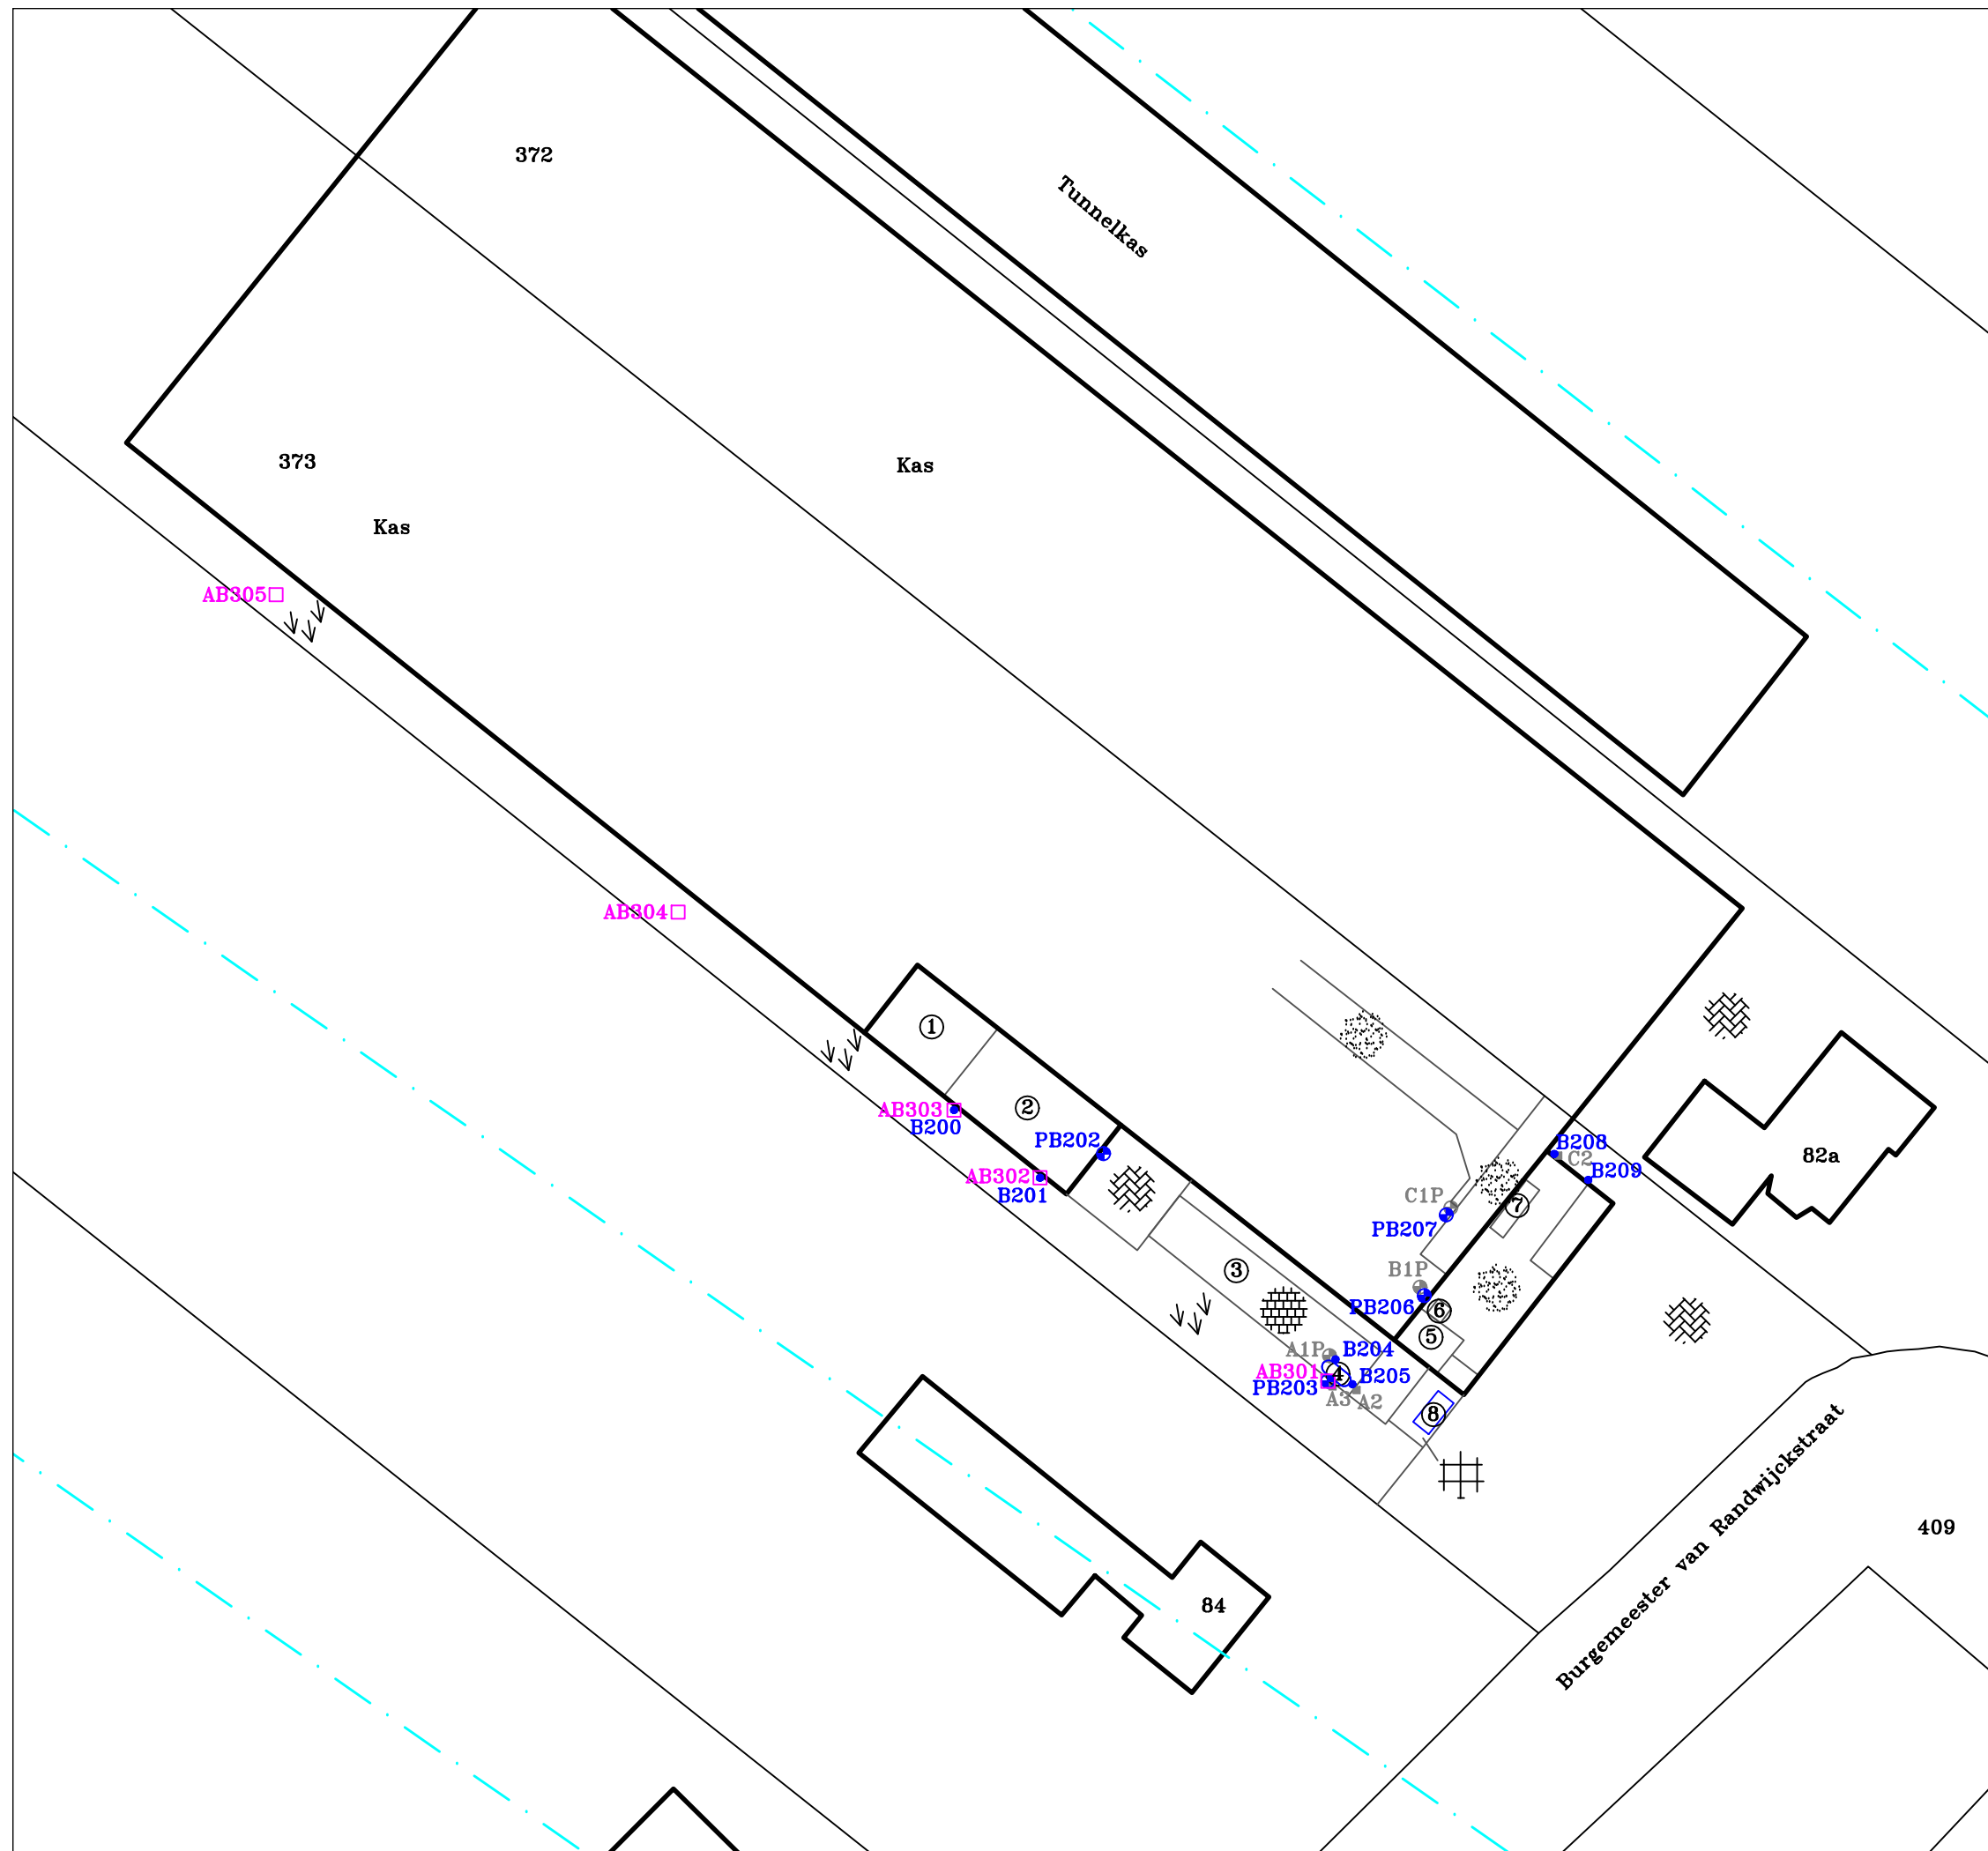 372
Tunnelkas
373
Kas
Kas
AB305
AB304
1
2
AB303
B200
PB202
AB302
B201
B208
C2
B209
82a
C1P
7
PB207
3
B1P
PB206
6
5
A1P
B204
AB301
4
B205
PB203
A3
A2
8
Burgemeester van Randwijckstraat
409
84